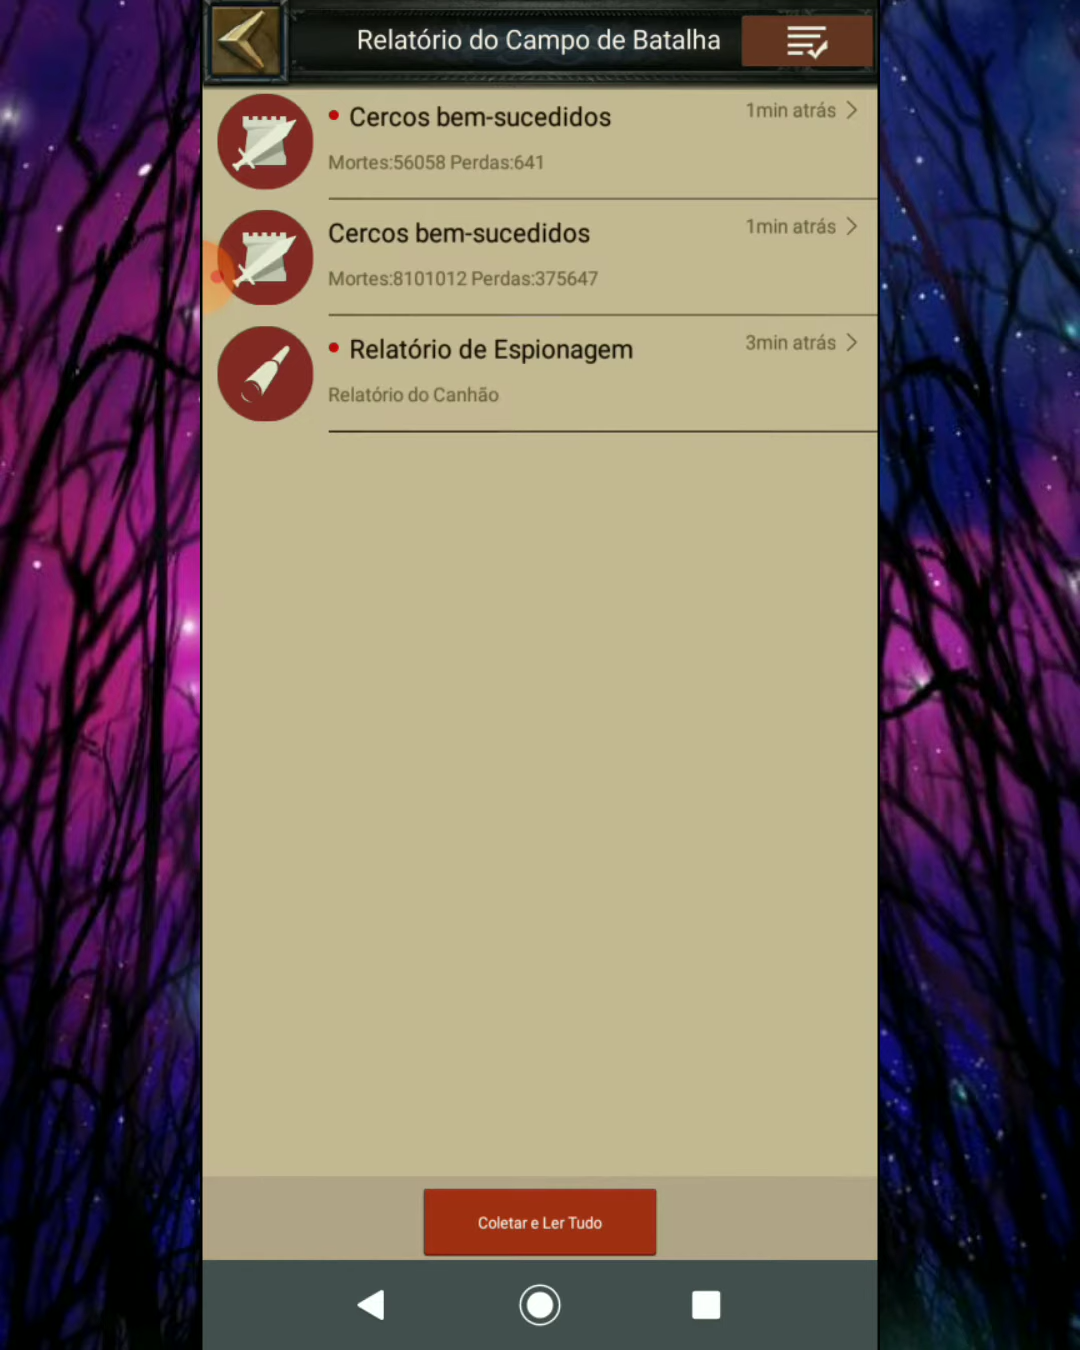 Relatório do Campo de Batalha
Cercos bem-sucedidos
1min atrás
Mortes:56058 Perdas:641
Cercos bem-sucedidos
1min atrás
Mortes:8101012 Perdas:375647
Relatório de Espionagem
3min atrás
Relatório do Canhão
Coletar e Ler Tudo